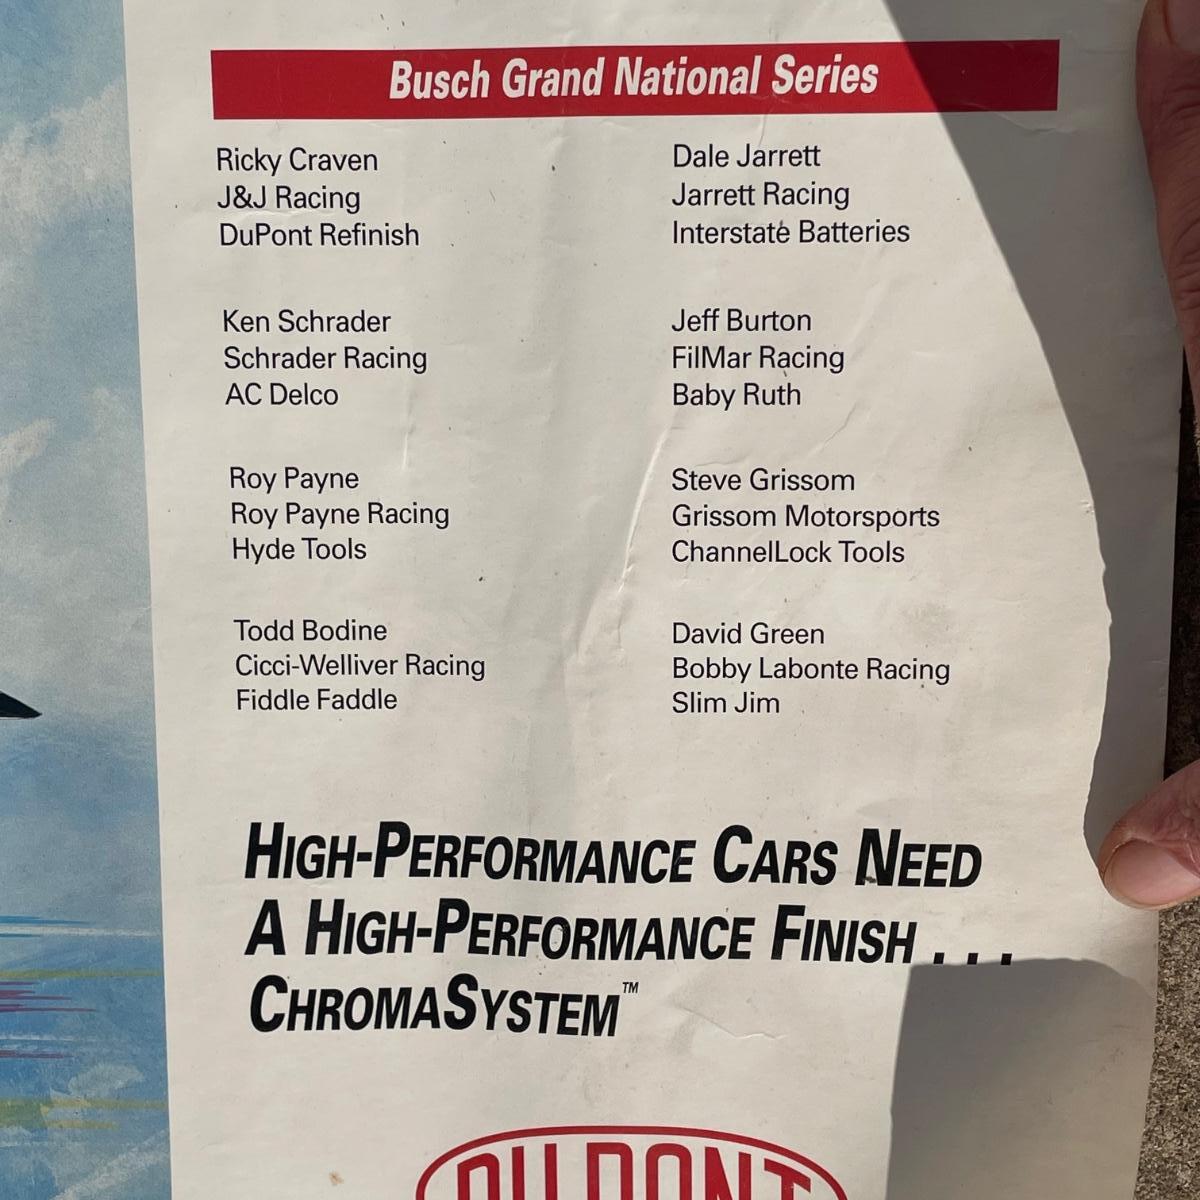 Busch Grand National Series
Ricky Craven
J&J Racing
DuPont Refinish
Ken Schrader
Schrader Racing
AC Delco
Roy Payne
Roy Payne Racing
Hyde Tools
Todd Bodine
Cicci-Welliver Racing
Fiddle Faddle
Dale Jarrett
Jarrett Racing
Interstate Batteries
Jeff Burton
FilMar Racing
Baby Ruth
Steve Grissom
Grissom Motorsports
ChannelLock Tools
David Green
Bobby Labonte Racing
Slim Jim
HIGH-PERFORMANCE CARS NEED
A HIGH-PERFORMANCE FINISH . . .
CHROMASYSTEM™
DU PONT